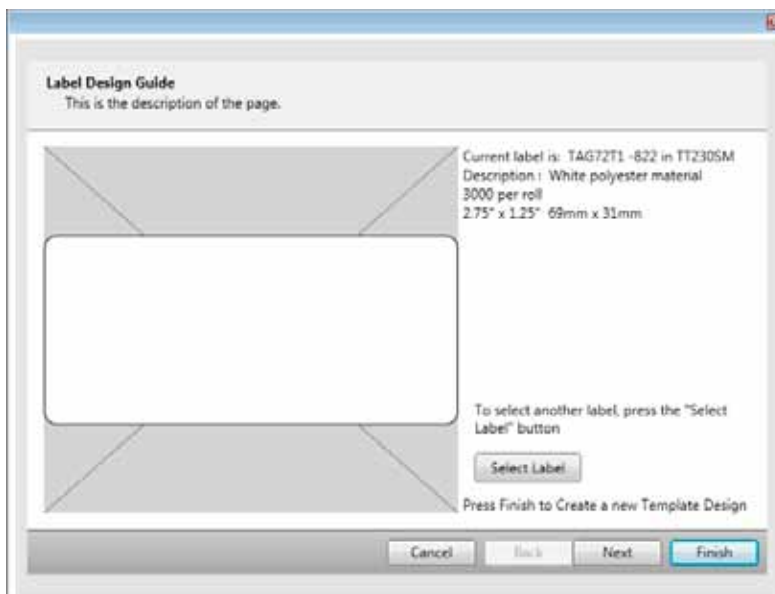 Label Design Guide
This is the description of the page.
Current label is: TAG72T1 -822 in TT230SM
Description : White polyester material
3000 per roll
2.75" x 1.25" 69mm x 31mm
To select another label, press the "Select
Label" button
Select Label
Press Finish to Create a new Template Design
Cancel
Back
Next
Finish